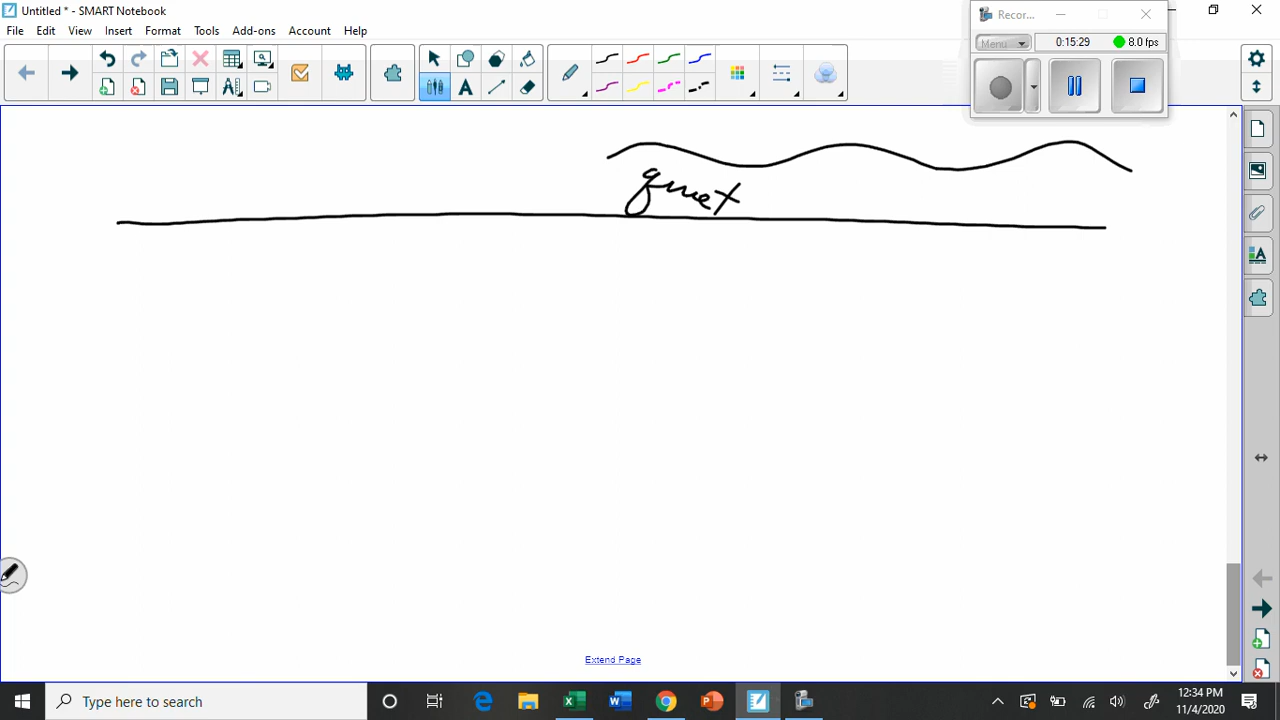 Untitled * - SMART Notebook
Recor...
File Edit View Insert Format Tools Add-ons Account Help
Menu
0:15:29
8.0 fps
quiet
Extend Page
Type here to search
12:34 PM
11/4/2020